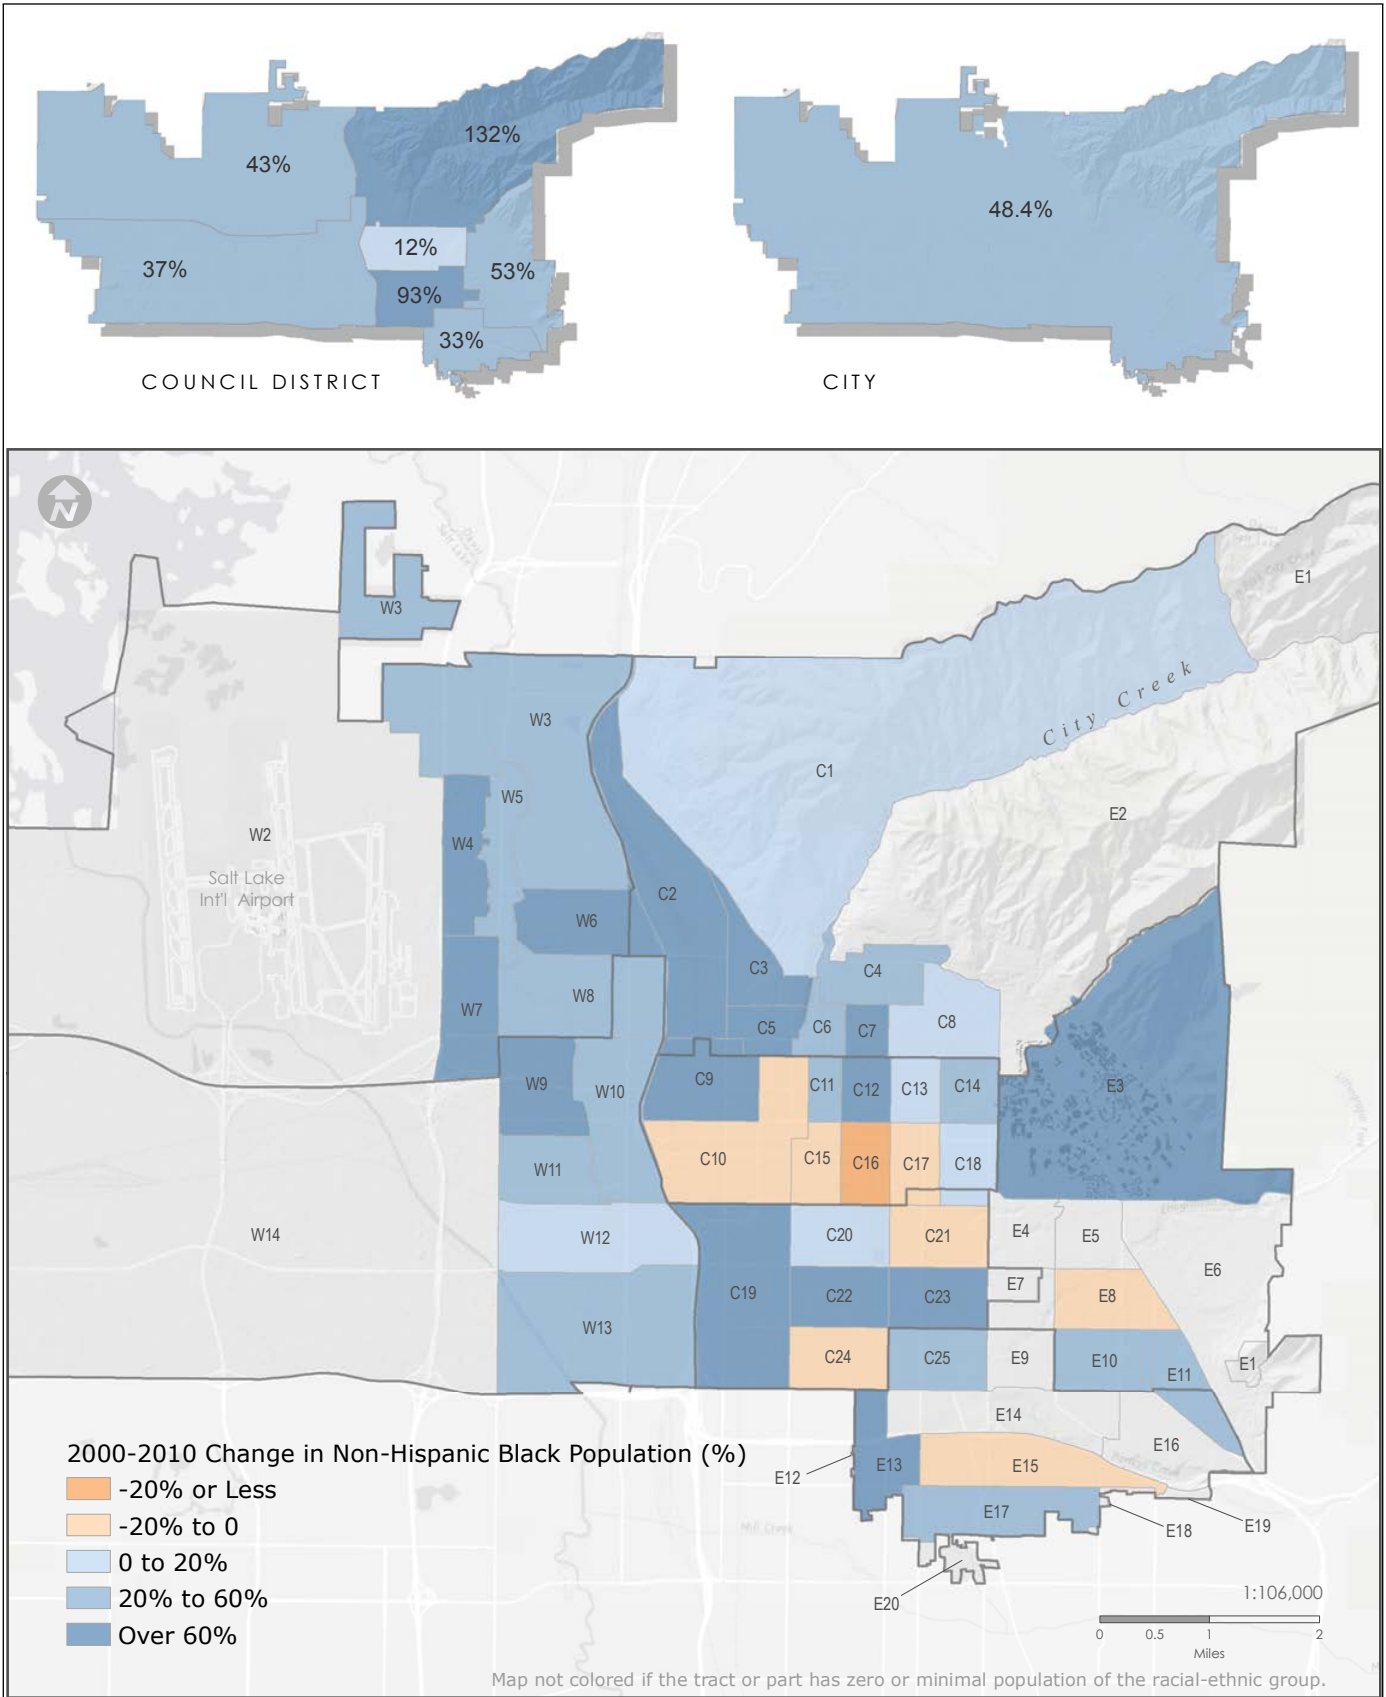 132%
43%
12%
37%
53%
93%
33%
COUNCIL DISTRICT
48.4%
CITY
N
W3
E1
City Creek
W3
C1
W5
E2
W2
W4
Salt Lake
Int'l Airport
C2
W6
C3
C4
W8
W7
C5
C6
C7
C8
W9
W10
C9
C11
C12
C13
C14
E3
W11
C10
C15
C16
C17
C18
W14
W12
C20
C21
E4
E5
E6
C19
C22
C23
E7
E8
W13
C24
C25
E9
E10
E11
E1
E14
E16
E12
E13
E15
E17
E18
E19
E20
2000-2010 Change in Non-Hispanic Black Population (%)
-20% or Less
-20% to 0
0 to 20%
20% to 60%
Over 60%
Mill Creek
1:106,000
0 0.5 1 2
Miles
Map not colored if the tract or part has zero or minimal population of the racial-ethnic group.